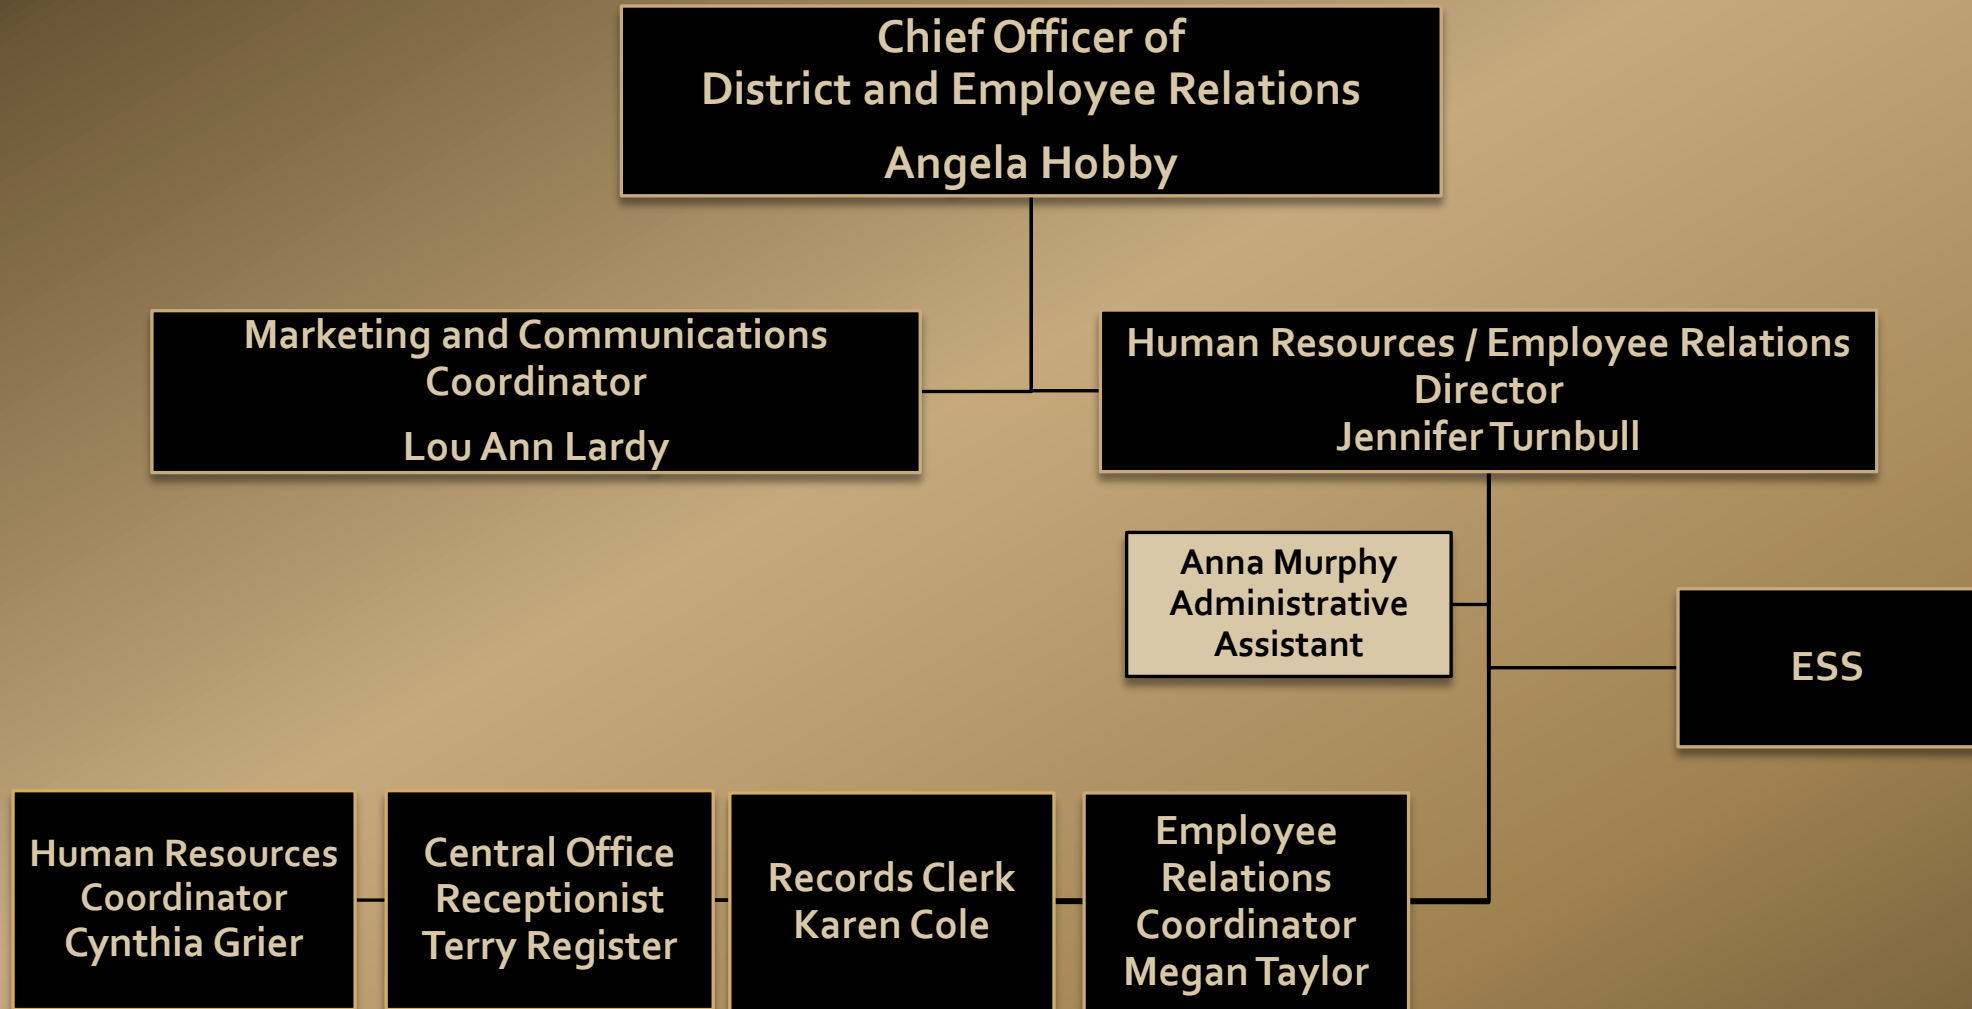 Chief Officer of
District and Employee Relations
Angela Hobby
Marketing and Communications
Coordinator
Lou Ann Lardy
Human Resources / Employee Relations
Director
Jennifer Turnbull
Anna Murphy
Administrative
Assistant
ESS
Human Resources
Coordinator
Cynthia Grier
Central Office
Receptionist
Terry Register
Records Clerk
Karen Cole
Employee
Relations
Coordinator
Megan Taylor